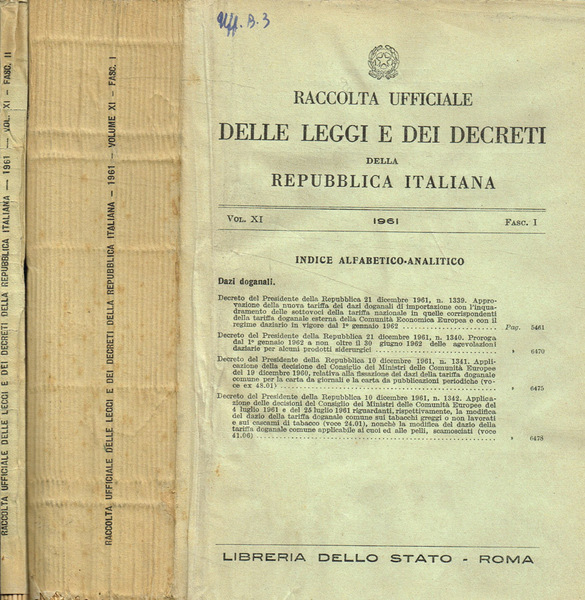 RACCOLTA UFFICIALE DELLE LEGGI E DEI DECRETI DELLA REPUBBLICA ITALIANA — 1961 — VOL. XI — FASC. II
RACCOLTA UFFICIALE DELLE LEGGI E DEI DECRETI DELLA REPUBBLICA ITALIANA - 1961 - VOLUME XI - FASC. I
Uff. B. 3
RACCOLTA UFFICIALE
DELLE LEGGI E DEI DECRETI
DELLA
REPUBBLICA ITALIANA
VOL. XI 1961 FASC. I
INDICE ALFABETICO-ANALITICO
Dazi doganali.
Decreto del Presidente della Repubblica 21 dicembre 1961, n. 1339. Appro-
vazione della nuova tariffa dei dazi doganali di importazione con l'inqua-
dramento delle sottovoci della tariffa nazionale in quelle corrispondenti
della tariffa doganale esterna della Comunità Economica Europea e con il
regime daziario in vigore dal 1° gennaio 1962 Pag. 5461
Decreto del Presidente della Repubblica 21 dicembre 1961, n. 1340. Proroga
dal 1° gennaio 1962 a non oltre il 30 giugno 1962 delle agevolazioni
daziarie per alcuni prodotti siderurgici » 6470
Decreto del Presidente della Repubblica 10 dicembre 1961, n. 1341. Appli-
cazione della decisione del Consiglio dei Ministri delle Comunità Europee
del 19 dicembre 1960, relativa alla fissazione dei dazi della tariffa doganale
comune per la carta da giornali e la carta da pubblicazioni periodiche (vo-
ce ex 48.01) » 6475
Decreto del Presidente della Repubblica 10 dicembre 1961, n. 1342. Applica-
zione delle decisioni del Consiglio dei Ministri delle Comunità Europee del
4 luglio 1961 e del 25 luglio 1961 riguardanti, rispettivamente, la modifica
del dazio della tariffa doganale comune sui tabacchi greggi o non lavorati
e sui cascami di tabacco (voce 24.01), nonchè la modifica del dazio della
tariffa doganale comune applicabile ai cuoi ed alle pelli, scamosciati (voce
41.06) » 6478
LIBRERIA DELLO STATO - ROMA